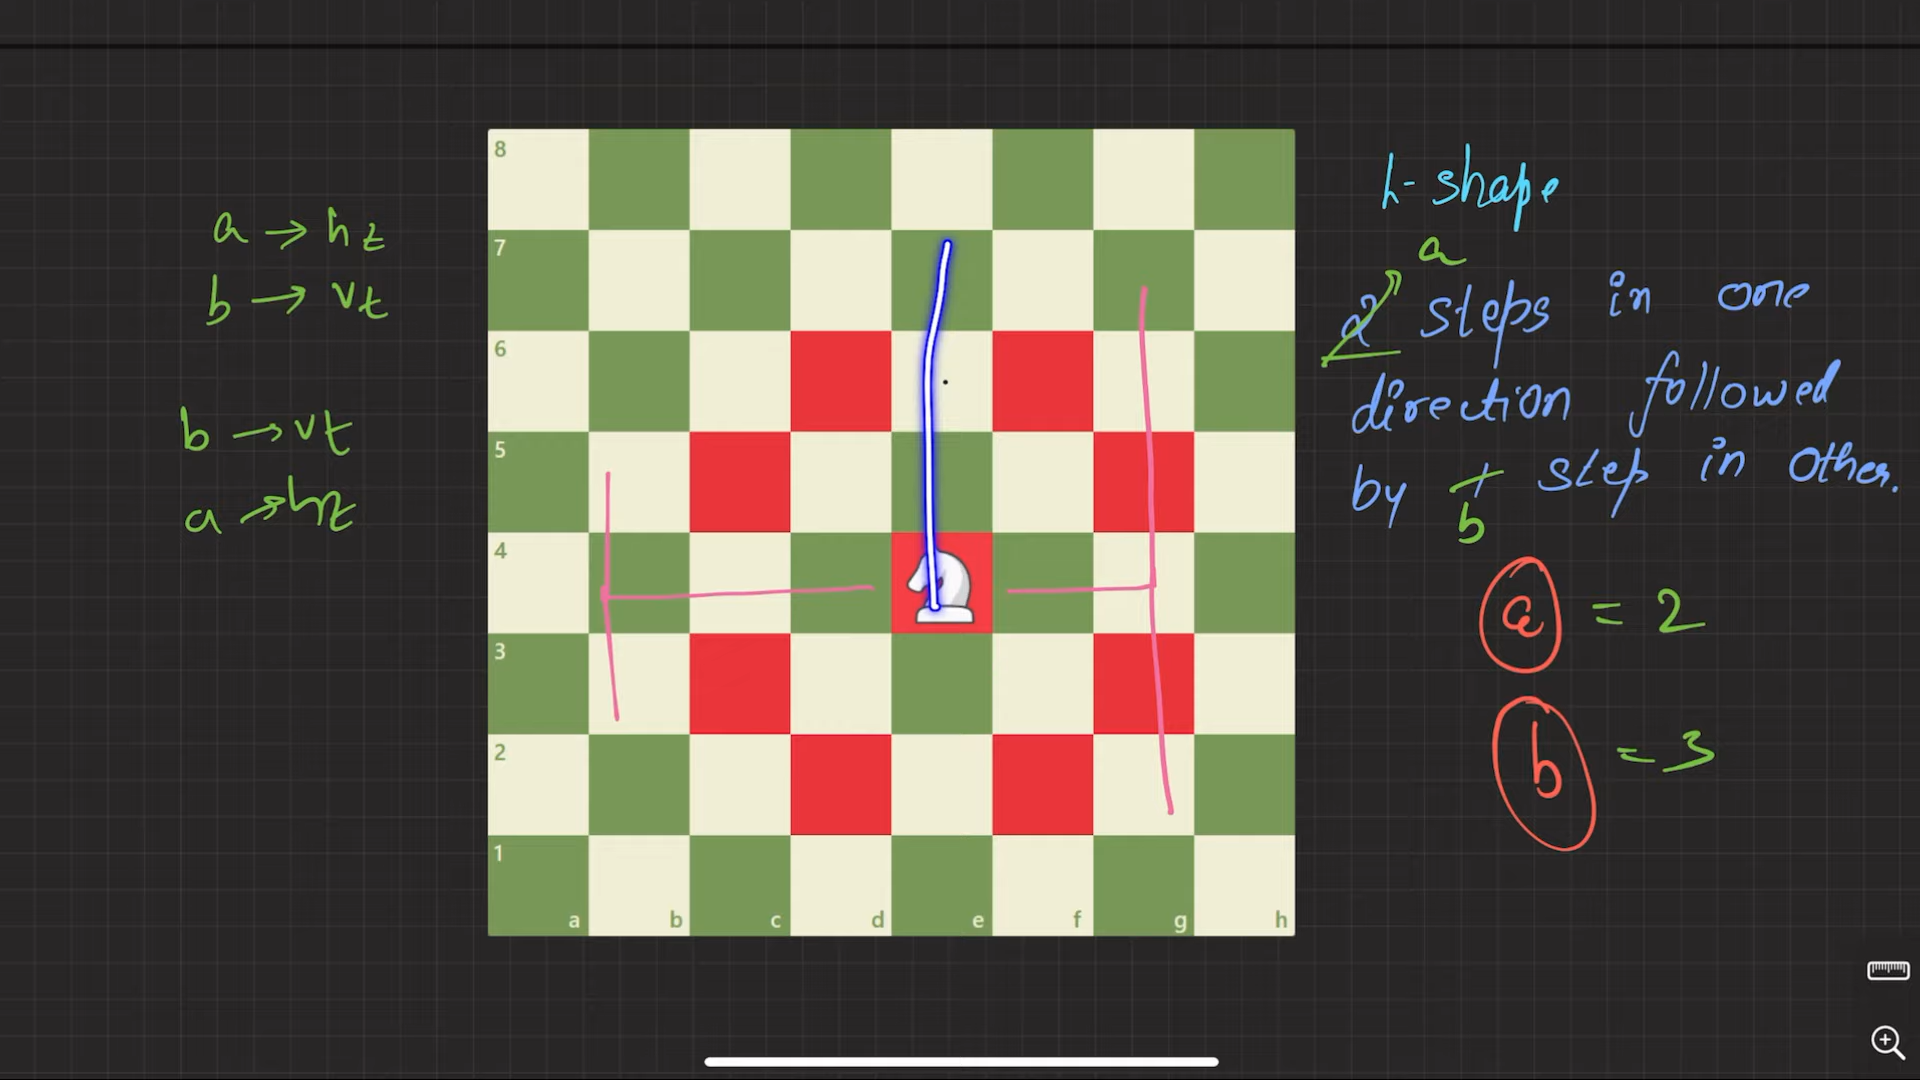 a → hz
b → vt
b → vt
a → hz
8
7
6
5
4
3
2
1
a b c d e f g h
L-shape
a
2 steps in one
direction followed
by 1 step in other.
b
a = 2
b = 3